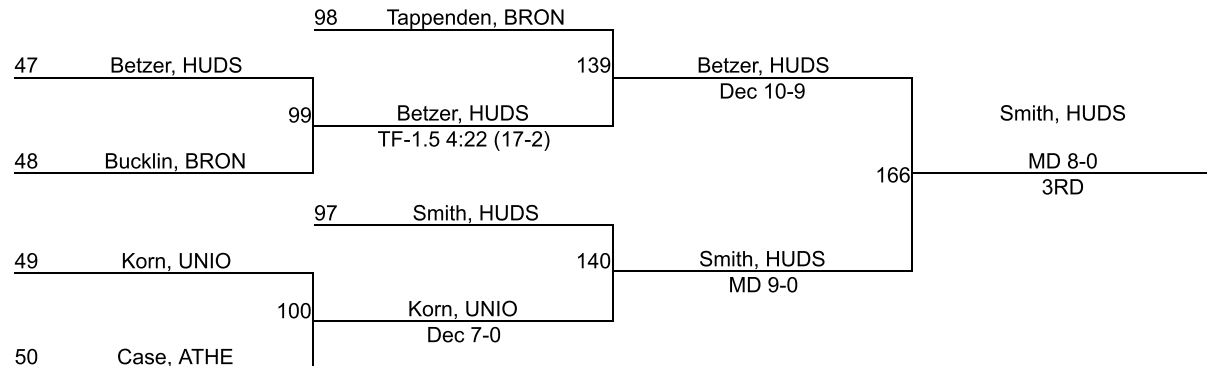 98 Tappenden, BRON
47 Betzer, HUDS
139 Betzer, HUDS
Dec 10-9
99 Betzer, HUDS
TF-1.5 4:22 (17-2)
Smith, HUDS
48 Bucklin, BRON
MD 8-0
166
3RD
97 Smith, HUDS
49 Korn, UNIO
140 Smith, HUDS
MD 9-0
100 Korn, UNIO
Dec 7-0
50 Case, ATHE